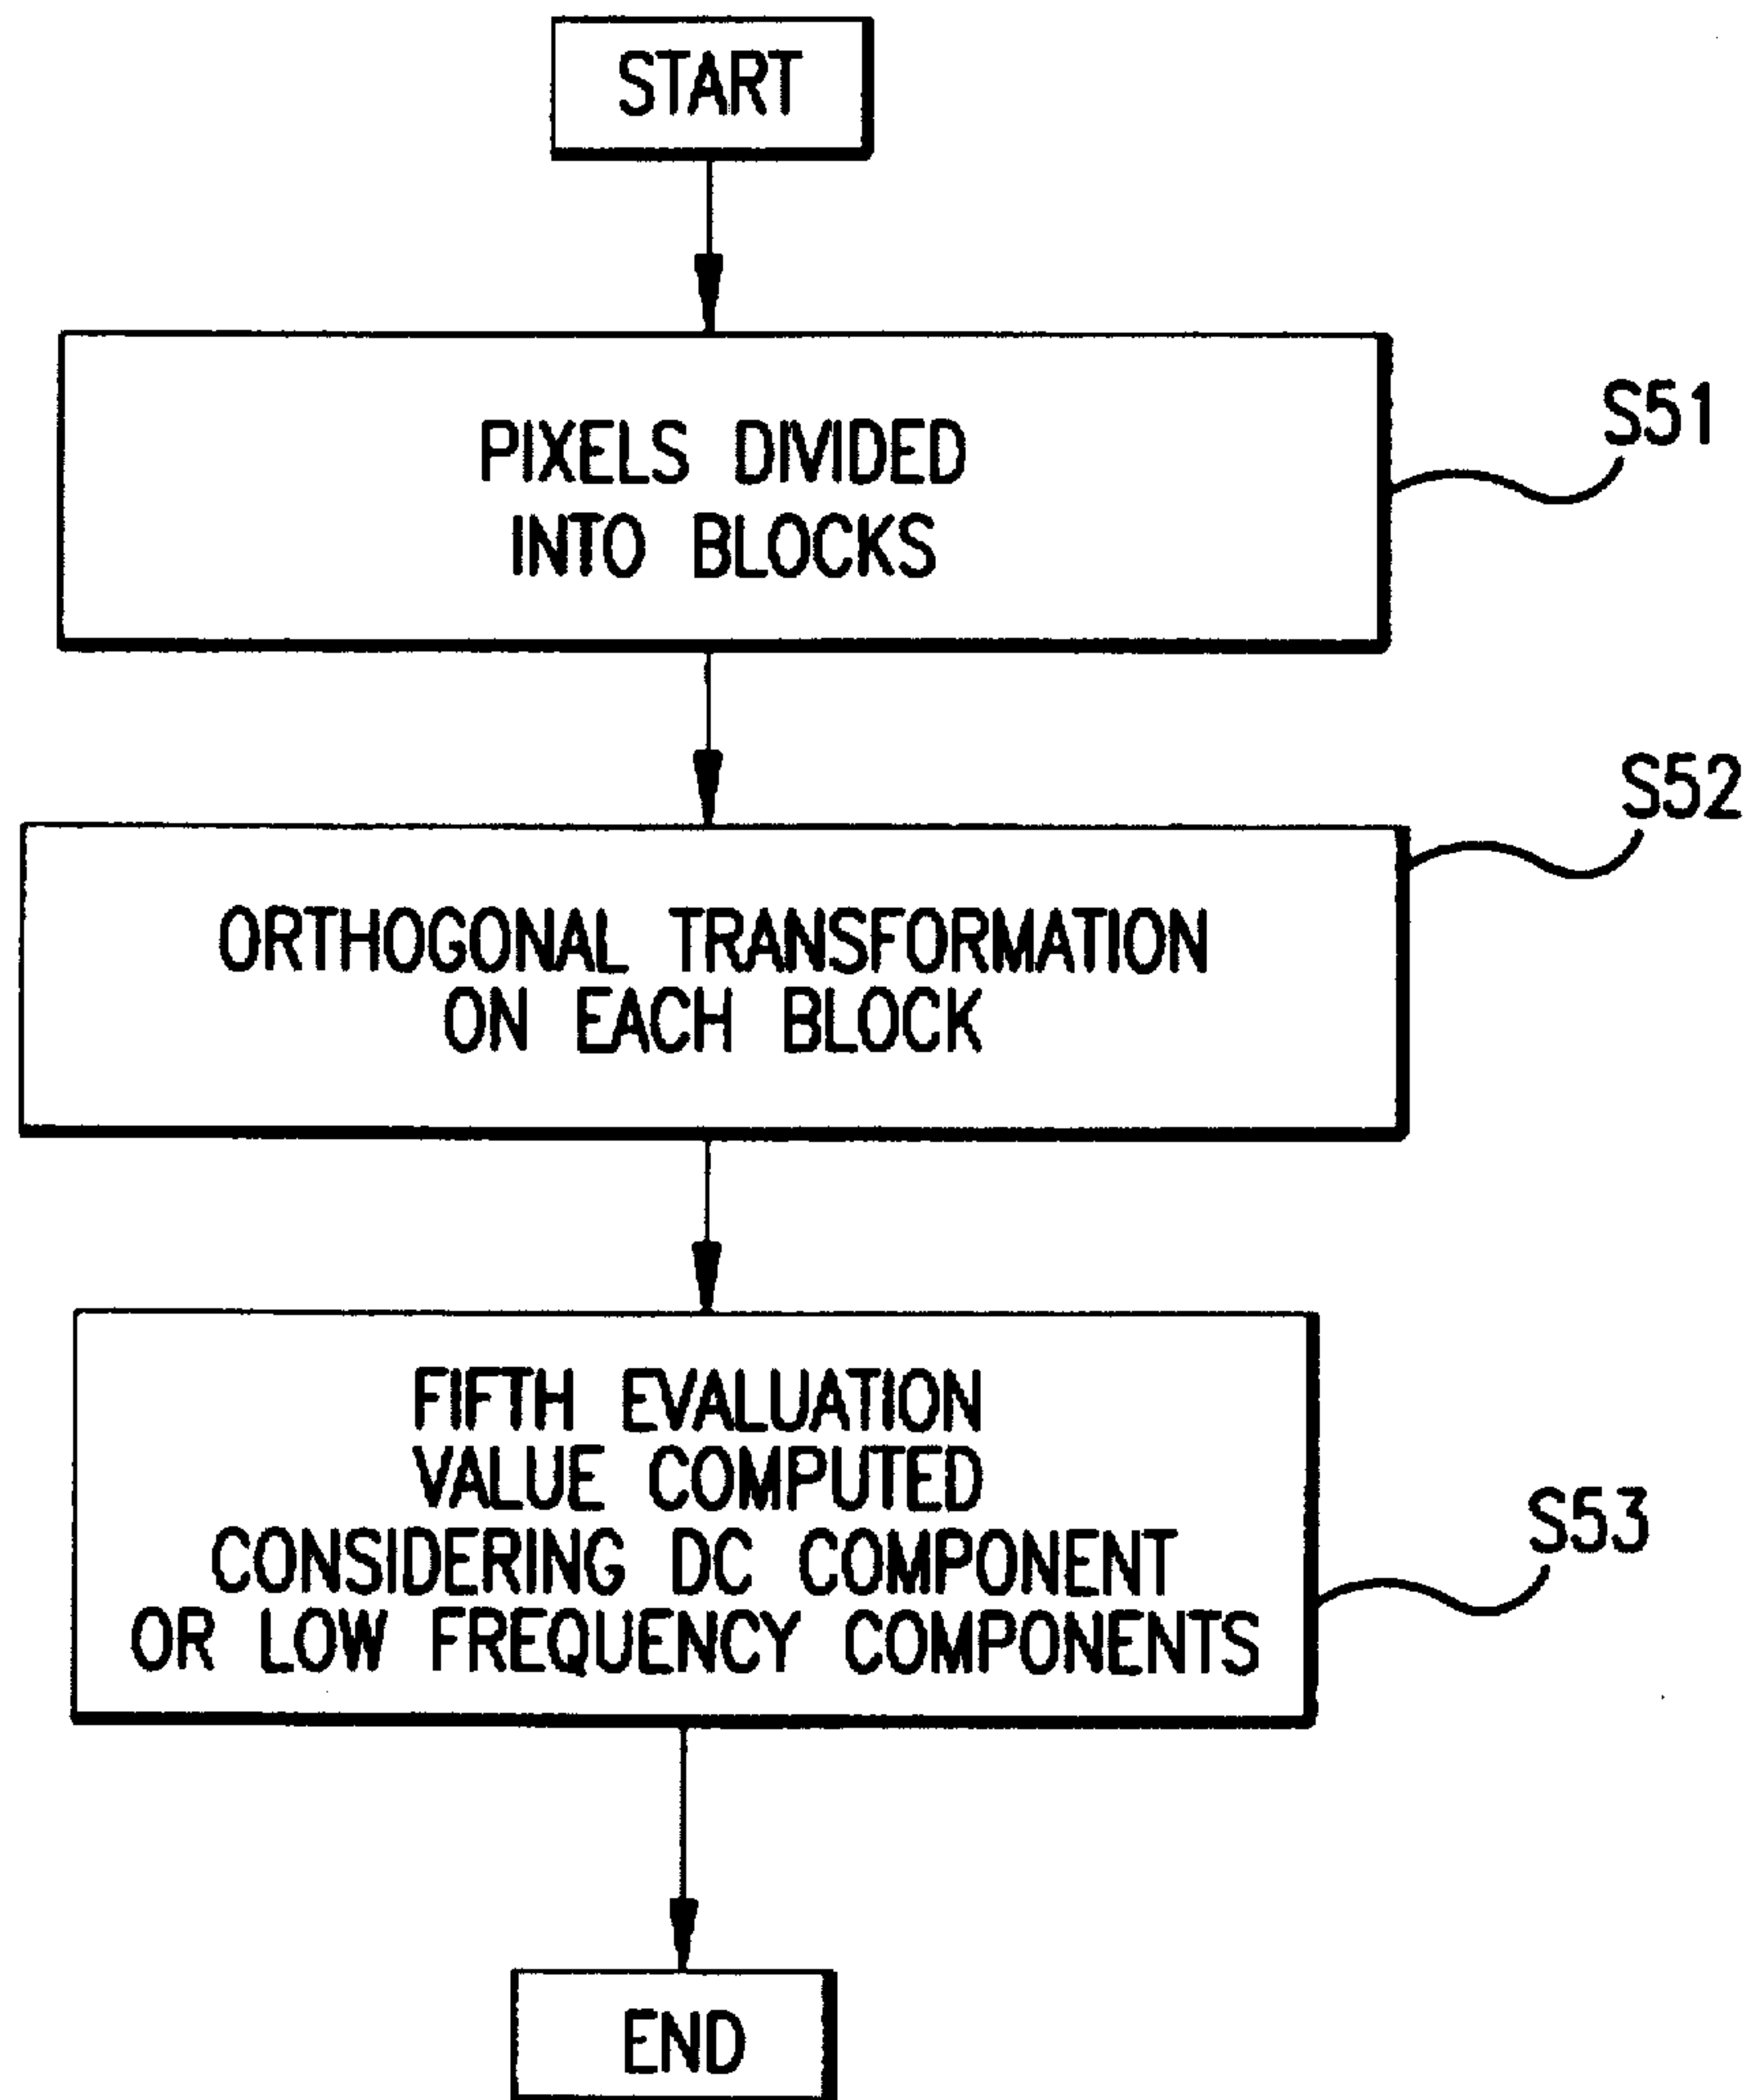 START
PIXELS DIVIDED
INTO BLOCKS
S51
ORTHOGONAL TRANSFORMATION
ON EACH BLOCK
S52
FIFTH EVALUATION
VALUE COMPUTED
CONSIDERING DC COMPONENT
OR LOW FREQUENCY COMPONENTS
S53
END